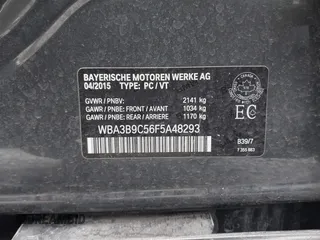 BAYERISCHE MOTOREN WERKE AG
04/2015 TYPE: PC / VT
GVWR / PNBV: 2141 kg
GAWR / PNBE: FRONT / AVANT 1034 kg
GAWR / PNBE: REAR / ARRIERE 1170 kg
EC
WBA3B9C56F5A48293
B39/7